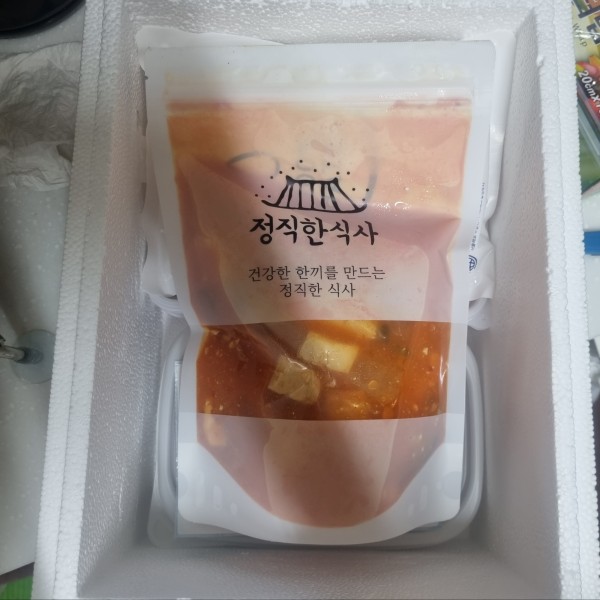 정직한식사
건강한 한끼를 만드는
정직한 식사
20cm×